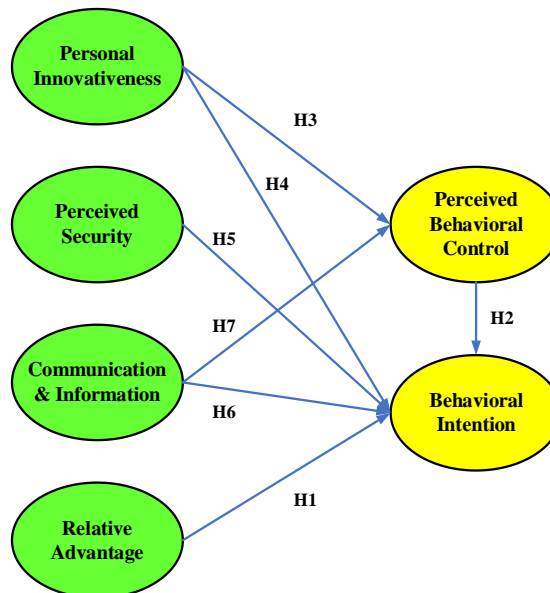 Personal
Innovativeness
H3
H4
Perceived
Security
Perceived
Behavioral
Control
H5
H7
H2
Communication
& Information
Behavioral
Intention
H6
H1
Relative
Advantage